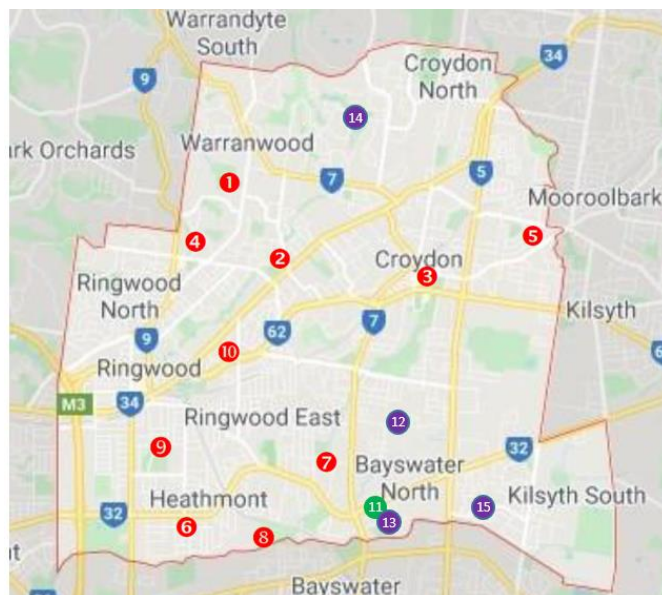 Warrandyte
South
34
9
Croydon
North
14
ark Orchards
Warranwood
1
7
5
Mooroolbark
4
2
5
Croydon
3
Ringwood
North
Kilsyth
9
62
7
10
Ringwood
M3
34
Ringwood East
12
9
7
32
Bayswater
North
Heathmont
11
15
Kilsyth South
32
6
13
8
Bayswater